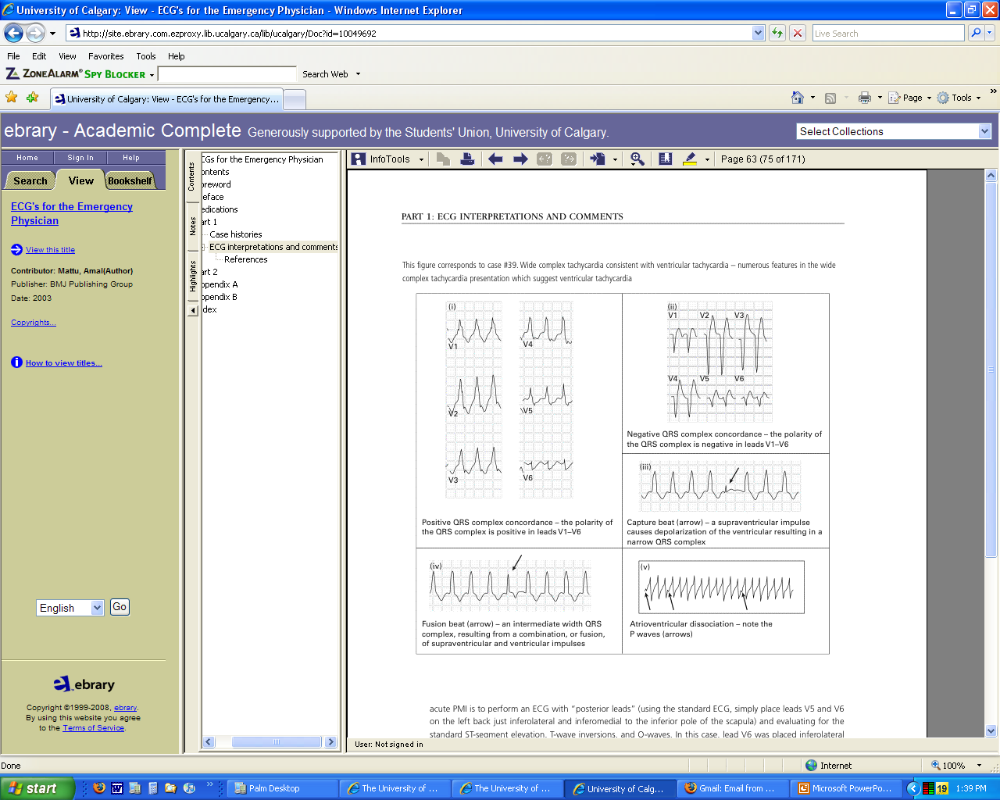 University of Calgary: View - ECG's for the Emergency Physician - Windows Internet Explorer
http://site.ebrary.com.ezproxy.lib.ucalgary.ca/lib/ucalgary/Doc?id=10049692
Live Search
File Edit View Favorites Tools Help
ZONEALARM® SPY BLOCKER
Search Web
University of Calgary: View - ECG's for the Emergency...
Page Tools
ebrary - Academic Complete Generously supported by the Students' Union, University of Calgary.
Select Collections
Home Sign In Help
Search View Bookshelf
ECG's for the Emergency
Physician
View this title
Contributor: Mattu, Amal(Author)
Publisher: BMJ Publishing Group
Date: 2003
Copyrights...
How to view titles...
English Go
ebrary
Copyright ©1999-2008, ebrary.
By using this website you agree
to the Terms of Service.
Contents
Notes
Highlights
CGs for the Emergency Physician
ontents
oreword
eface
edications
art 1
Case histories
ECG interpretations and comments
References
art 2
ppendix A
ppendix B
dex
InfoTools
Page 63 (75 of 171)
PART 1: ECG INTERPRETATIONS AND COMMENTS
This figure corresponds to case #39. Wide complex tachycardia consistent with ventricular tachycardia – numerous features in the wide
complex tachycardia presentation which suggest ventricular tachycardia
(i)
V1 V4
V2 V5
V3 V6
Positive QRS complex concordance – the polarity of
the QRS complex is positive in leads V1–V6
(ii)
V1 V2 V3
V4 V5 V6
Negative QRS complex concordance – the polarity of
the QRS complex is negative in leads V1–V6
(iii)
Capture beat (arrow) – a supraventricular impulse
causes depolarization of the ventricular resulting in a
narrow QRS complex
(iv)
Fusion beat (arrow) – an intermediate width QRS
complex, resulting from a combination, or fusion,
of supraventricular and ventricular impulses
(v)
Atrioventricular dissociation – note the
P waves (arrows)
acute PMI is to perform an ECG with “posterior leads” (using the standard ECG, simply place leads V5 and V6
on the left back just inferolateral and inferomedial to the inferior pole of the scapula) and evaluating for the
standard ST-segment elevation, T-wave inversions, and Q-waves. In this case, lead V6 was placed inferolateral
User: Not signed in
Done
Internet
100%
start
Palm Desktop
The University of ...
The University of ...
University of Calg...
Gmail: Email from ...
Microsoft PowerPo...
19
1:39 PM